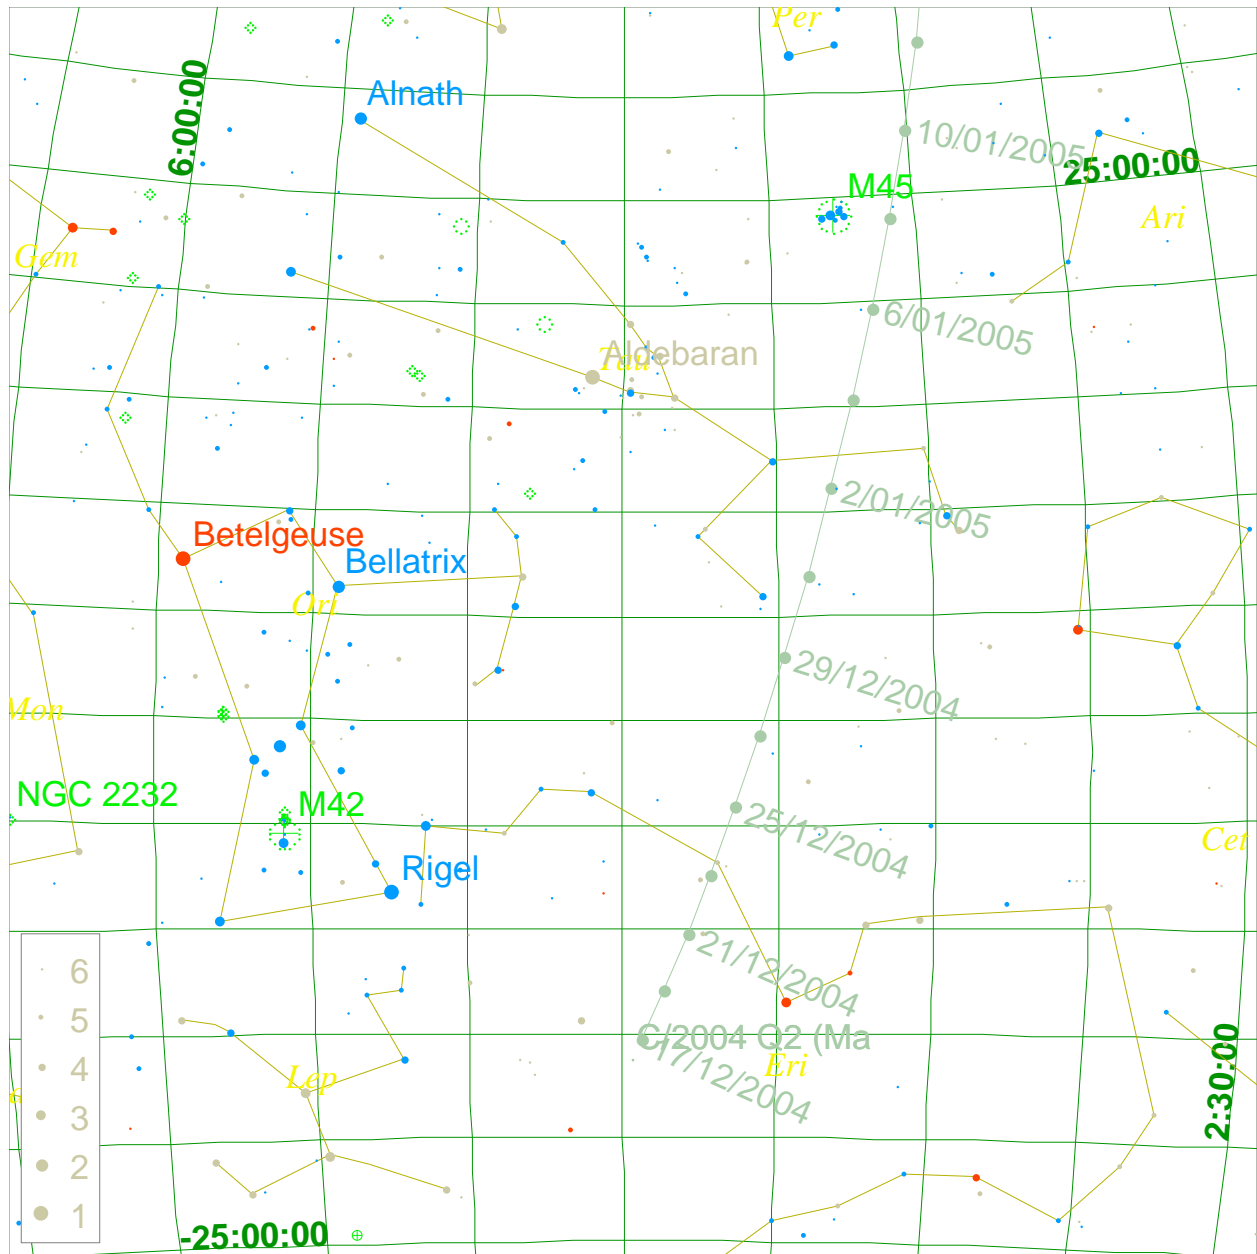 Per
Alnath
6:00:00
10/01/2005
25:00:00
M45
Ari
Gem
6/01/2005
Aldebaran
Tau
2/01/2005
Betelgeuse
Bellatrix
Ori
29/12/2004
Mon
NGC 2232
M42
25/12/2004
Cet
Rigel
21/12/2004
6
5
C/2004 Q2 (Ma
17/12/2004
Eri
2:30:00
4
Lep
3
2
1
-25:00:00